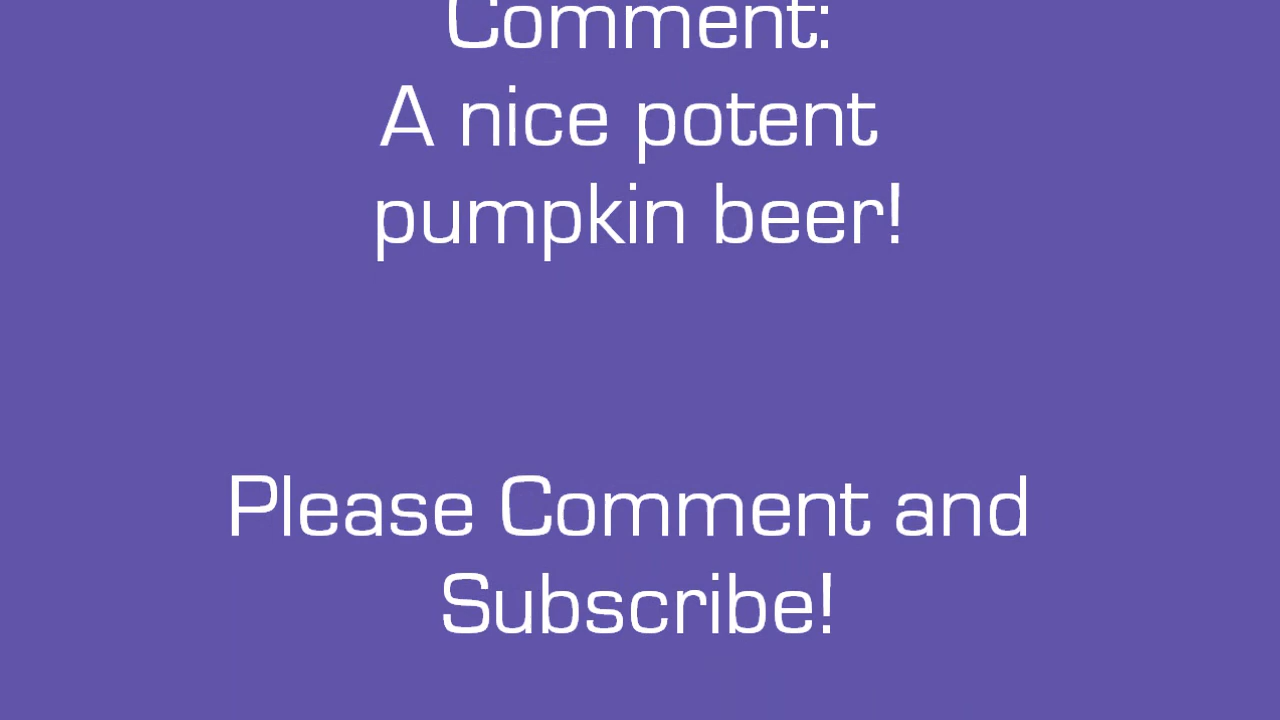 Comment:
A nice potent
pumpkin beer!
Please Comment and
Subscribe!